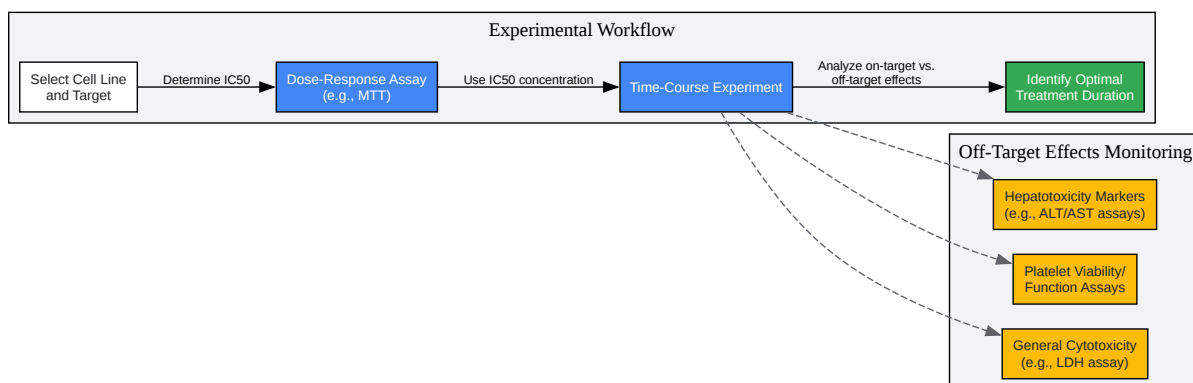 Experimental Workflow
Select Cell Line
and Target
Determine IC50
Dose-Response Assay
(e.g., MTT)
Use IC50 concentration
Time-Course Experiment
Analyze on-target vs.
off-target effects
Identify Optimal
Treatment Duration
Off-Target Effects Monitoring
Hepatotoxicity Markers
(e.g., ALT/AST assays)
Platelet Viability/
Function Assays
General Cytotoxicity
(e.g., LDH assay)